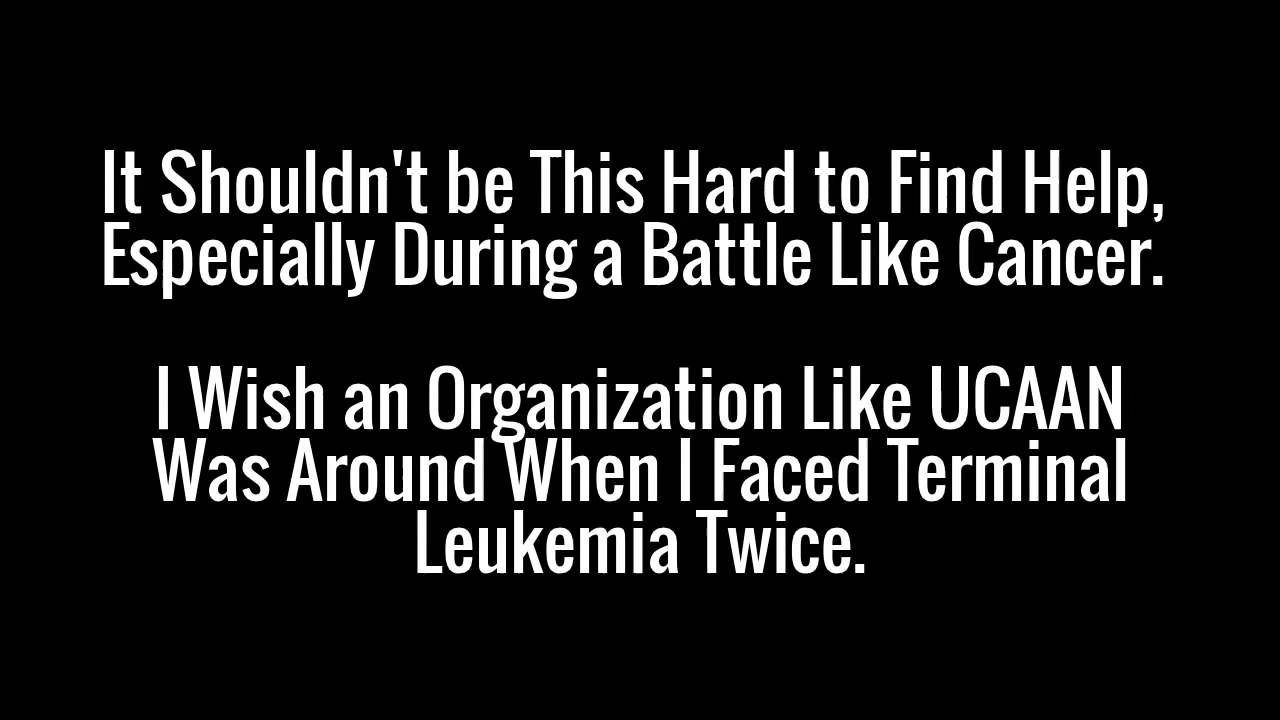 It Shouldn't be This Hard to Find Help,
Especially During a Battle Like Cancer.
I Wish an Organization Like UCAAN
Was Around When I Faced Terminal
Leukemia Twice.